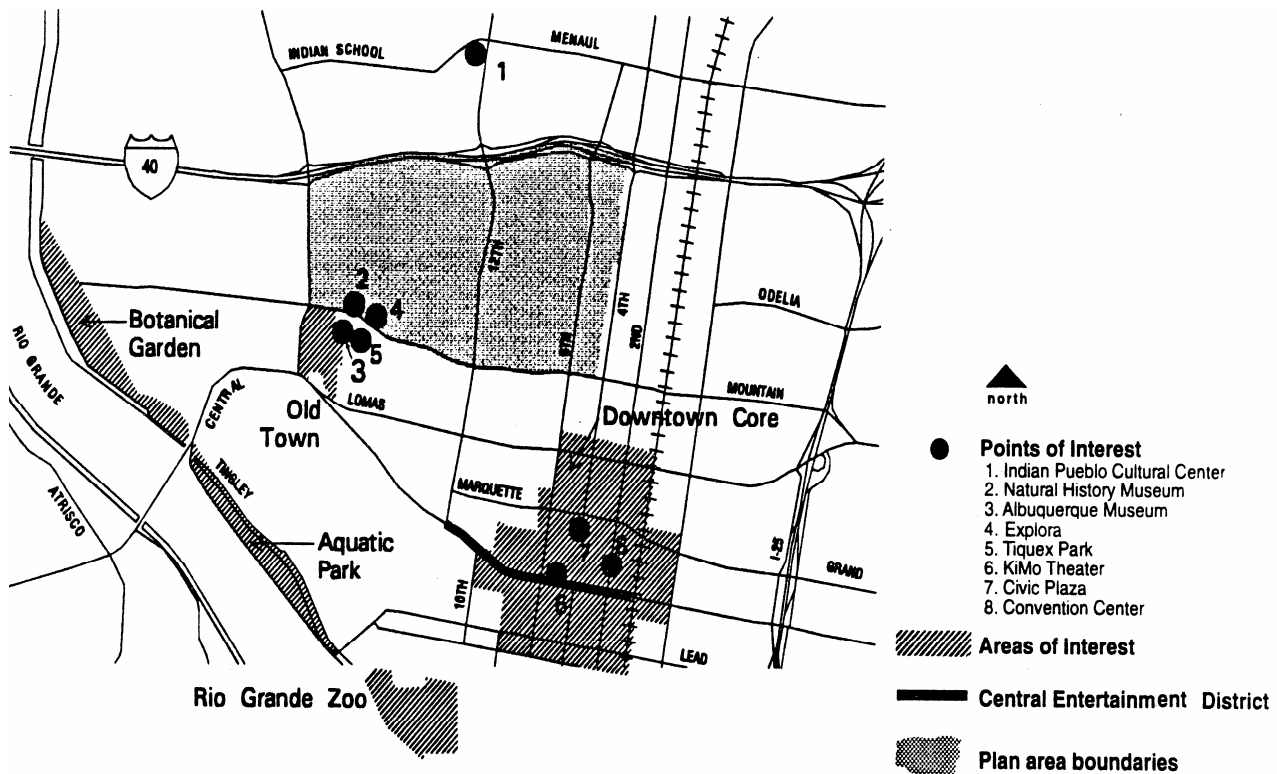 INDIAN SCHOOL
MENAUL
1
40
12TH
2
4
ODELIA
4TH
2ND
Botanical
Garden
5
3
8TH
RIO GRANDE
MOUNTAIN
CENTRAL
LOMAS
Old
Town
Downtown Core
TINGLEY
MARQUETTE
ATRISCO
Aquatic
Park
7
8
I-25
GRAND
10TH
6
LEAD
Rio Grande Zoo
north
Points of Interest
1. Indian Pueblo Cultural Center
2. Natural History Museum
3. Albuquerque Museum
4. Explora
5. Tiquex Park
6. KiMo Theater
7. Civic Plaza
8. Convention Center
Areas of Interest
Central Entertainment District
Plan area boundaries